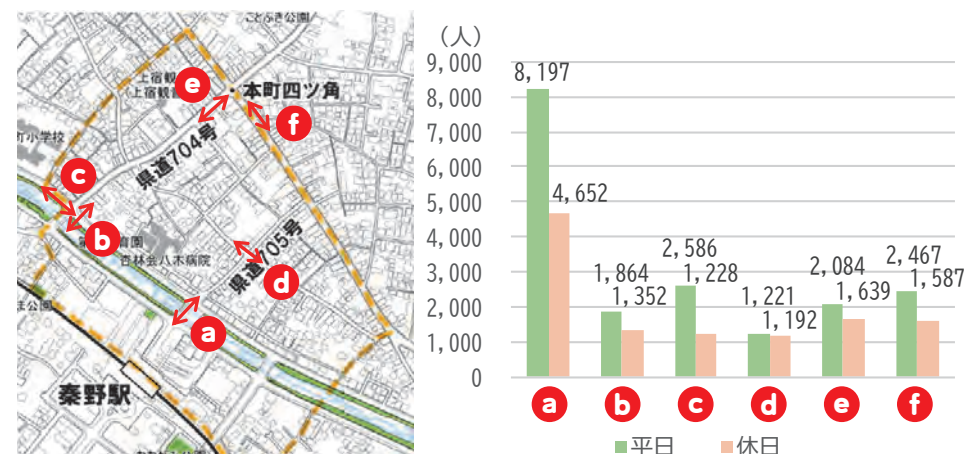 ことぶき公園
上宿観
(上宿観音
本町四ツ角
e
f
県道704号
町小学校
c
b
育園
杏林会八木病院
県道705号
d
a
ま公園
秦野駅
(人)
9,000
8,000
7,000
6,000
5,000
4,000
3,000
2,000
1,000
0
8,197
4,652
1,864
1,352
2,586
1,228
1,221
1,192
2,084
1,639
2,467
1,587
a
b
c
d
e
f
平日
休日